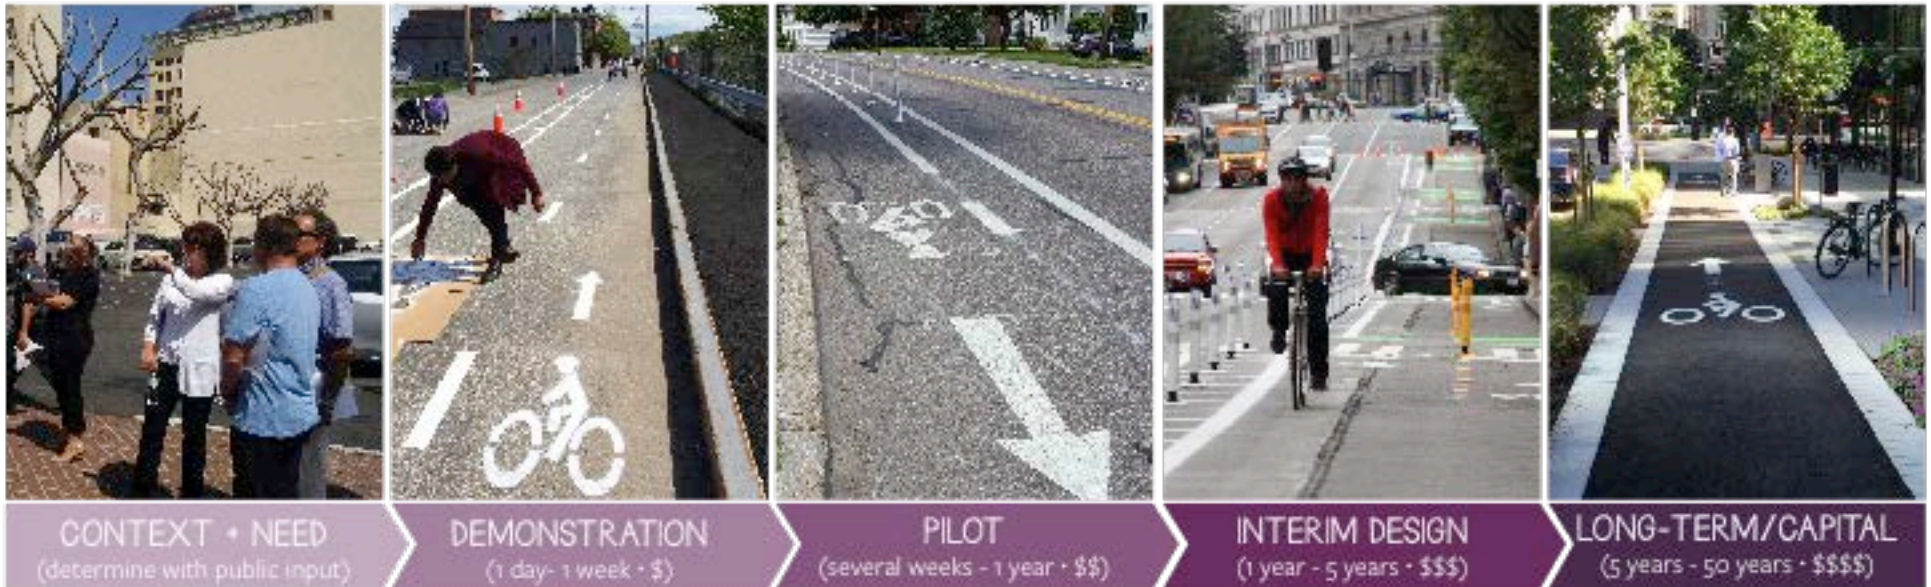 CONTEXT + NEED
(determine with public input)
DEMONSTRATION
(1 day- 1 week • $)
PILOT
(several weeks - 1 year • $$)
INTERIM DESIGN
(1 year - 5 years • $$$)
LONG-TERM/CAPITAL
(5 years - 50 years • $$$$)